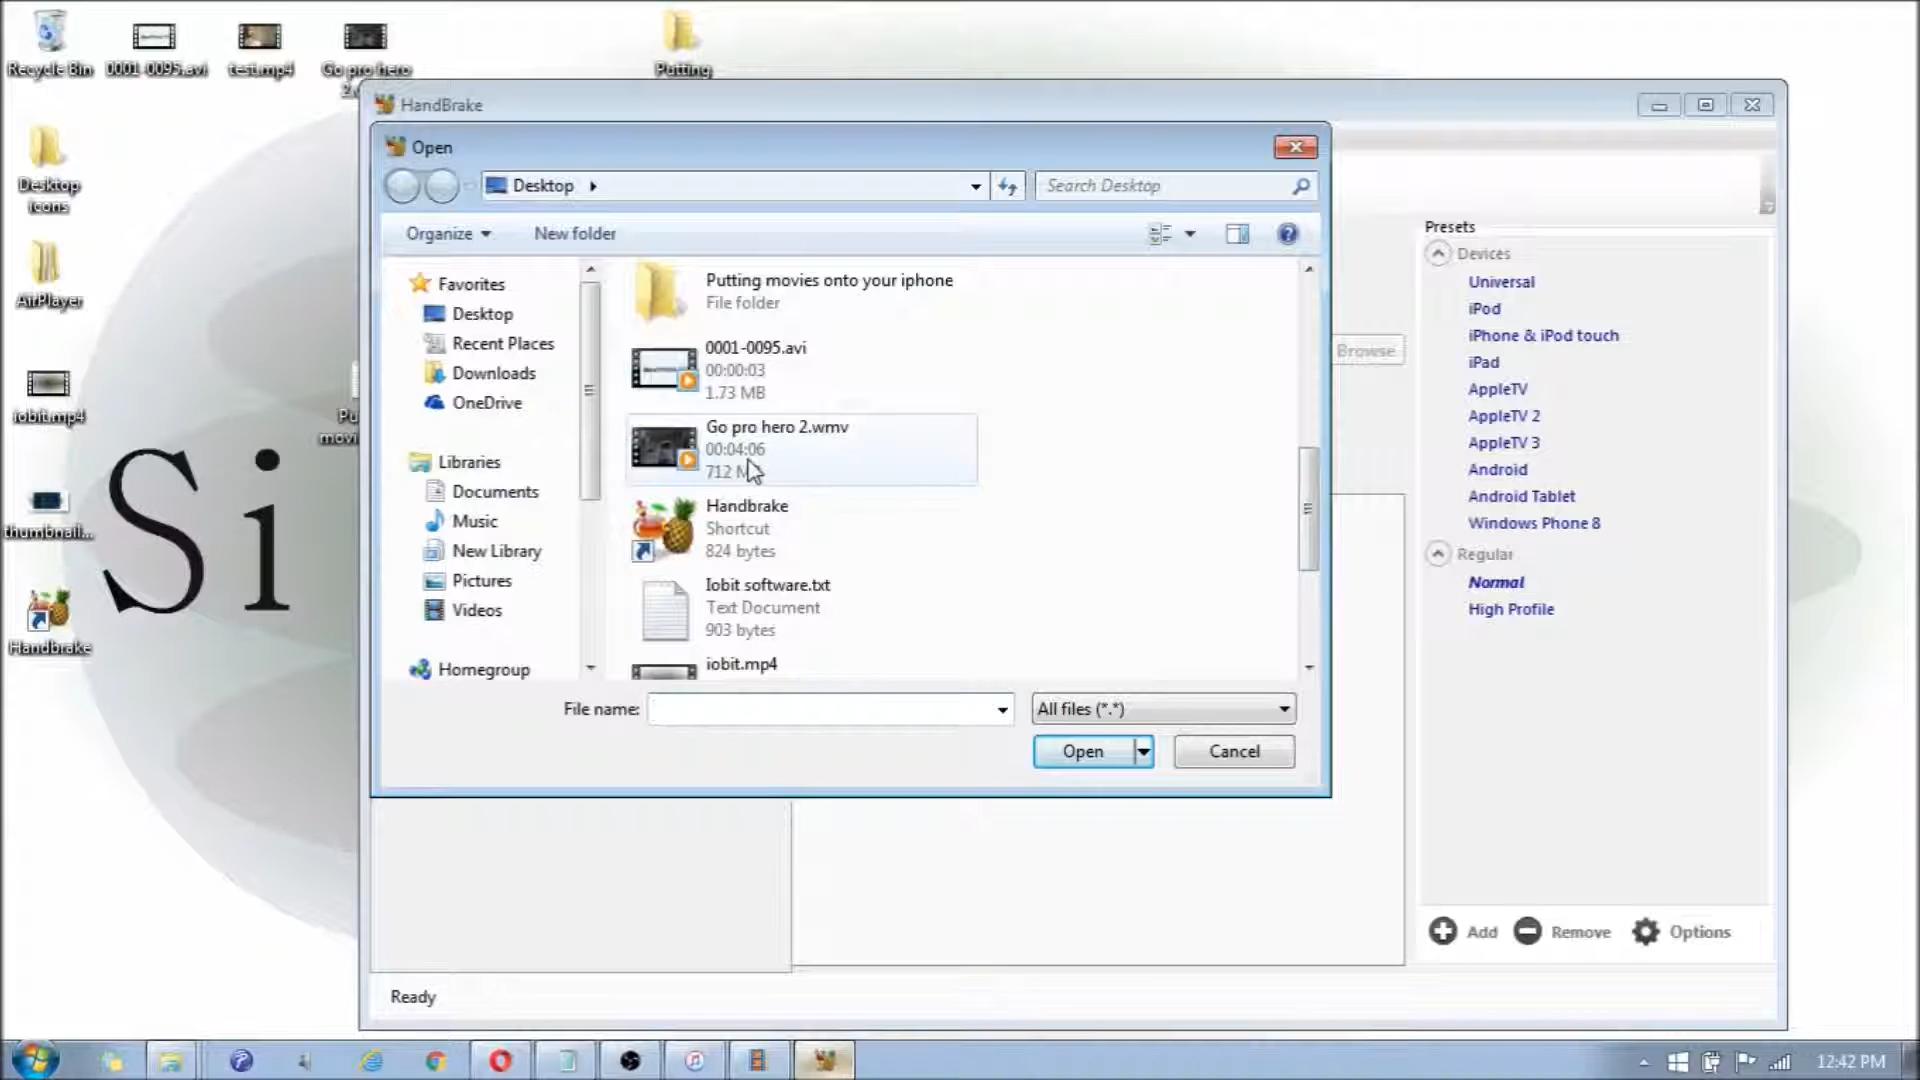 Recycle Bin
0001-0095.avi
test.mp4
Go pro hero
Putting
Desktop
icons
AirPlayer
iobit.mp4
thumbnail...
Handbrake
Si
HandBrake
Open
Desktop
Search Desktop
Organize
New folder
Favorites
Desktop
Recent Places
Downloads
OneDrive
Libraries
Documents
Music
New Library
Pictures
Videos
Homegroup
Putting movies onto your iphone
File folder
0001-0095.avi
00:00:03
1.73 MB
Go pro hero 2.wmv
00:04:06
712
Handbrake
Shortcut
824 bytes
Iobit software.txt
Text Document
903 bytes
iobit.mp4
File name:
All files (*.*)
Open
Cancel
Browse
Presets
Devices
Universal
iPod
iPhone & iPod touch
iPad
AppleTV
AppleTV 2
AppleTV 3
Android
Android Tablet
Windows Phone 8
Regular
Normal
High Profile
Add
Remove
Options
Ready
12:42 PM